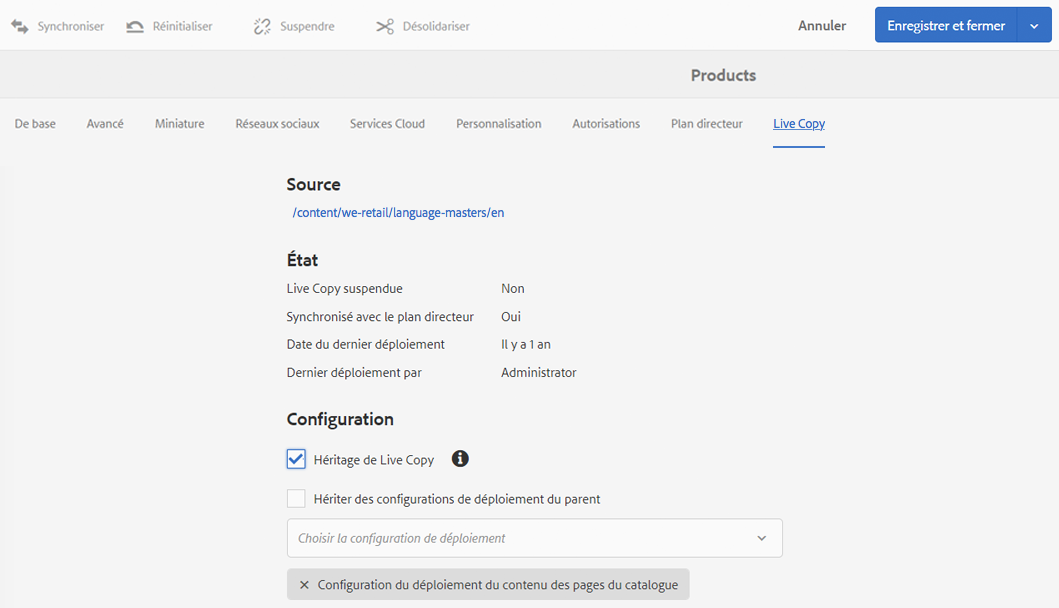 Synchroniser Réinitialiser Suspendre Désolidariser Annuler Enregistrer et fermer
Products
De base Avancé Miniature Réseaux sociaux Services Cloud Personnalisation Autorisations Plan directeur Live Copy
Source
/content/we-retail/language-masters/en
État
Live Copy suspendue Non
Synchronisé avec le plan directeur Oui
Date du dernier déploiement Il y a 1 an
Dernier déploiement par Administrator
Configuration
Héritage de Live Copy
Hériter des configurations de déploiement du parent
Choisir la configuration de déploiement
Configuration du déploiement du contenu des pages du catalogue